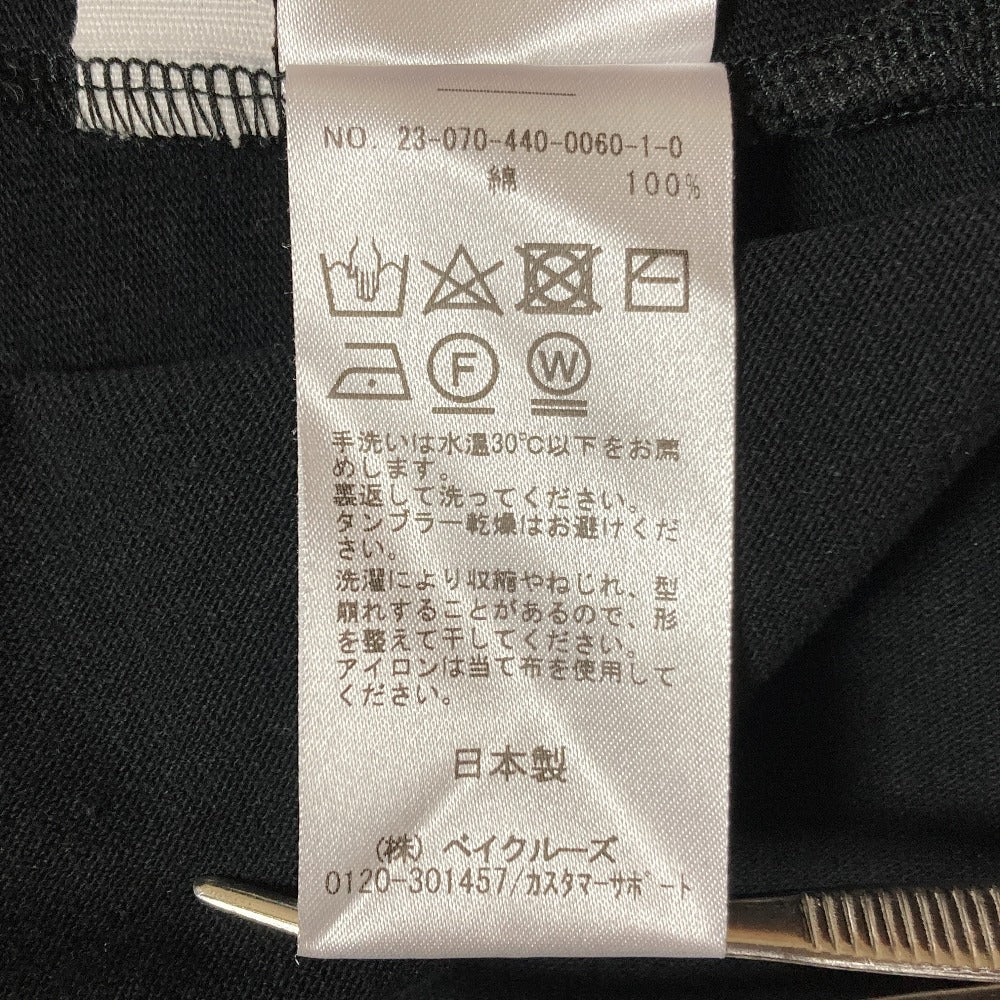 NO. 23-070-440-0060-1-0
綿 100%
F W
手洗いは水温30℃以下をお薦
めします。
裏返して洗ってください。
タンブラー乾燥はお避けくだ
さい。
洗濯により収縮やねじれ、型
崩れすることがあるので、形
を整えて干してください。
アイロンは当て布を使用して
ください。
日本製
(株) ベイクルーズ
0120-301457/カスタマーサポート